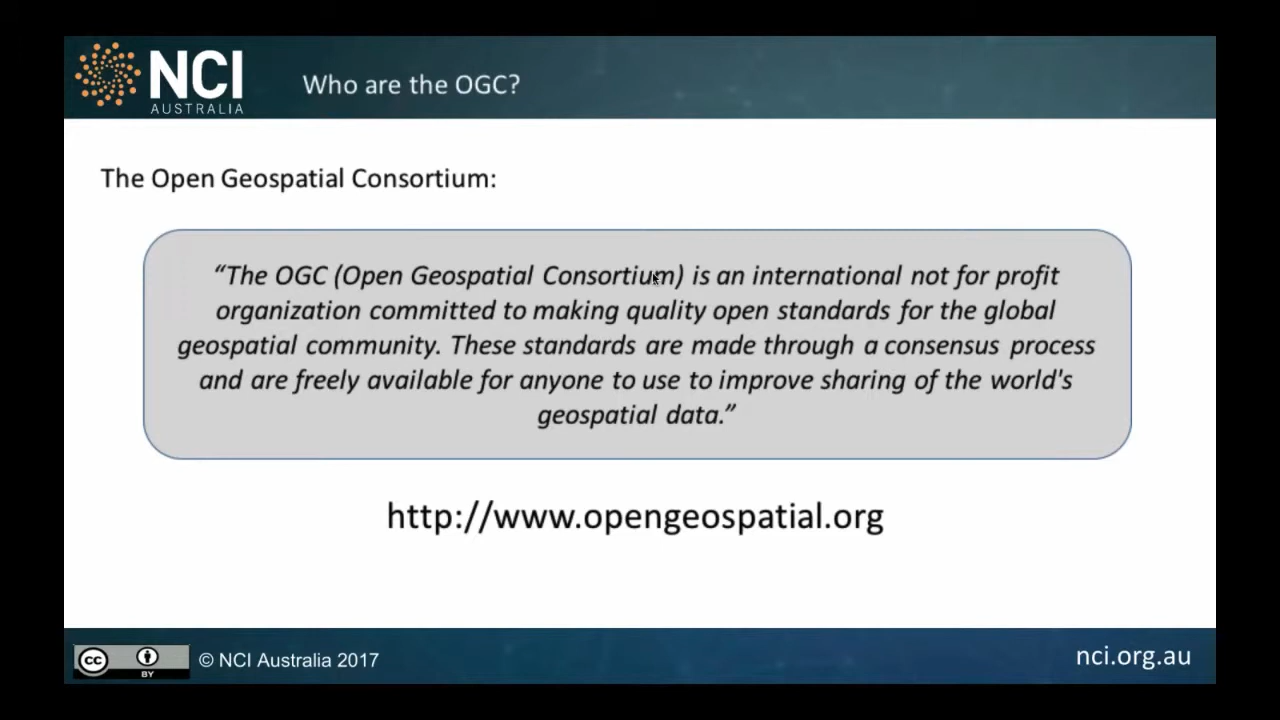 NCI
AUSTRALIA
Who are the OGC?
The Open Geospatial Consortium:
“The OGC (Open Geospatial Consortium) is an international not for profit
organization committed to making quality open standards for the global
geospatial community. These standards are made through a consensus process
and are freely available for anyone to use to improve sharing of the world's
geospatial data.”
http://www.opengeospatial.org
cc
BY
© NCI Australia 2017
nci.org.au